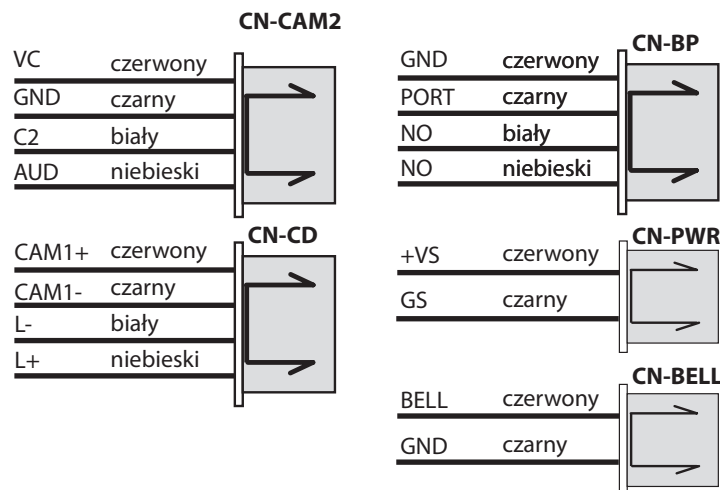 CN-CAM2
VC czerwony
GND czarny
C2 biały
AUD niebieski
CN-CD
CAM1+ czerwony
CAM1- czarny
L- biały
L+ niebieski
CN-BP
GND czerwony
PORT czarny
NO biały
NO niebieski
CN-PWR
+VS czerwony
GS czarny
CN-BELL
BELL czerwony
GND czarny